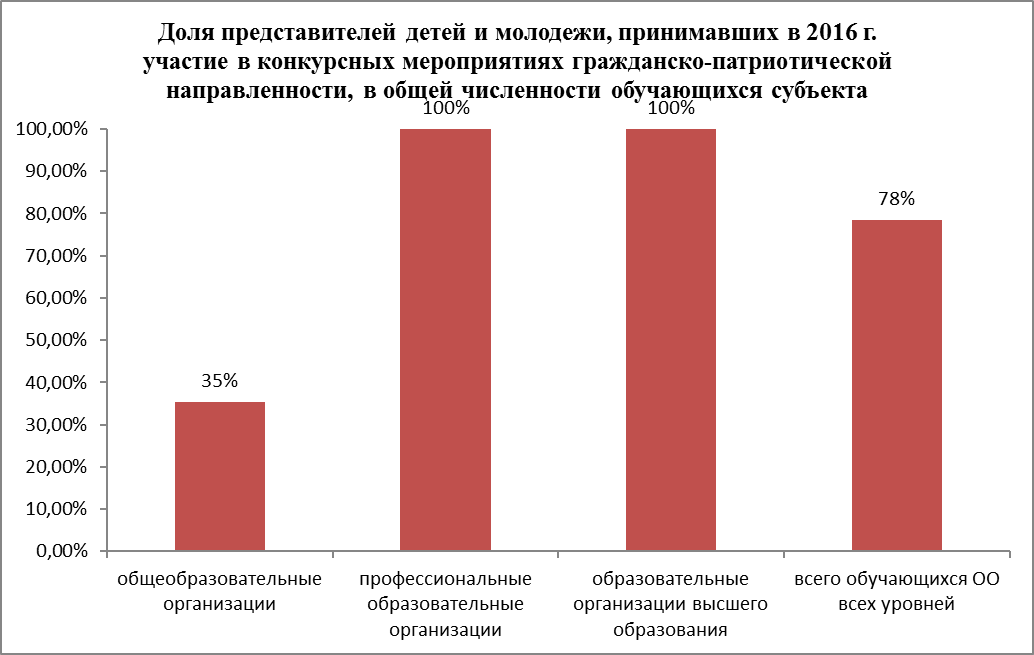 Доля представителей детей и молодежи, принимавших в 2016 г.
участие в конкурсных мероприятиях гражданско-патриотической
направленности, в общей численности обучающихся субъекта
100,00%
90,00%
80,00%
70,00%
60,00%
50,00%
40,00%
30,00%
20,00%
10,00%
0,00%
35%
100%
100%
78%
общеобразовательные
организации
профессиональные
образовательные
организации
образовательные
организации высшего
образования
всего обучающихся ОО
всех уровней